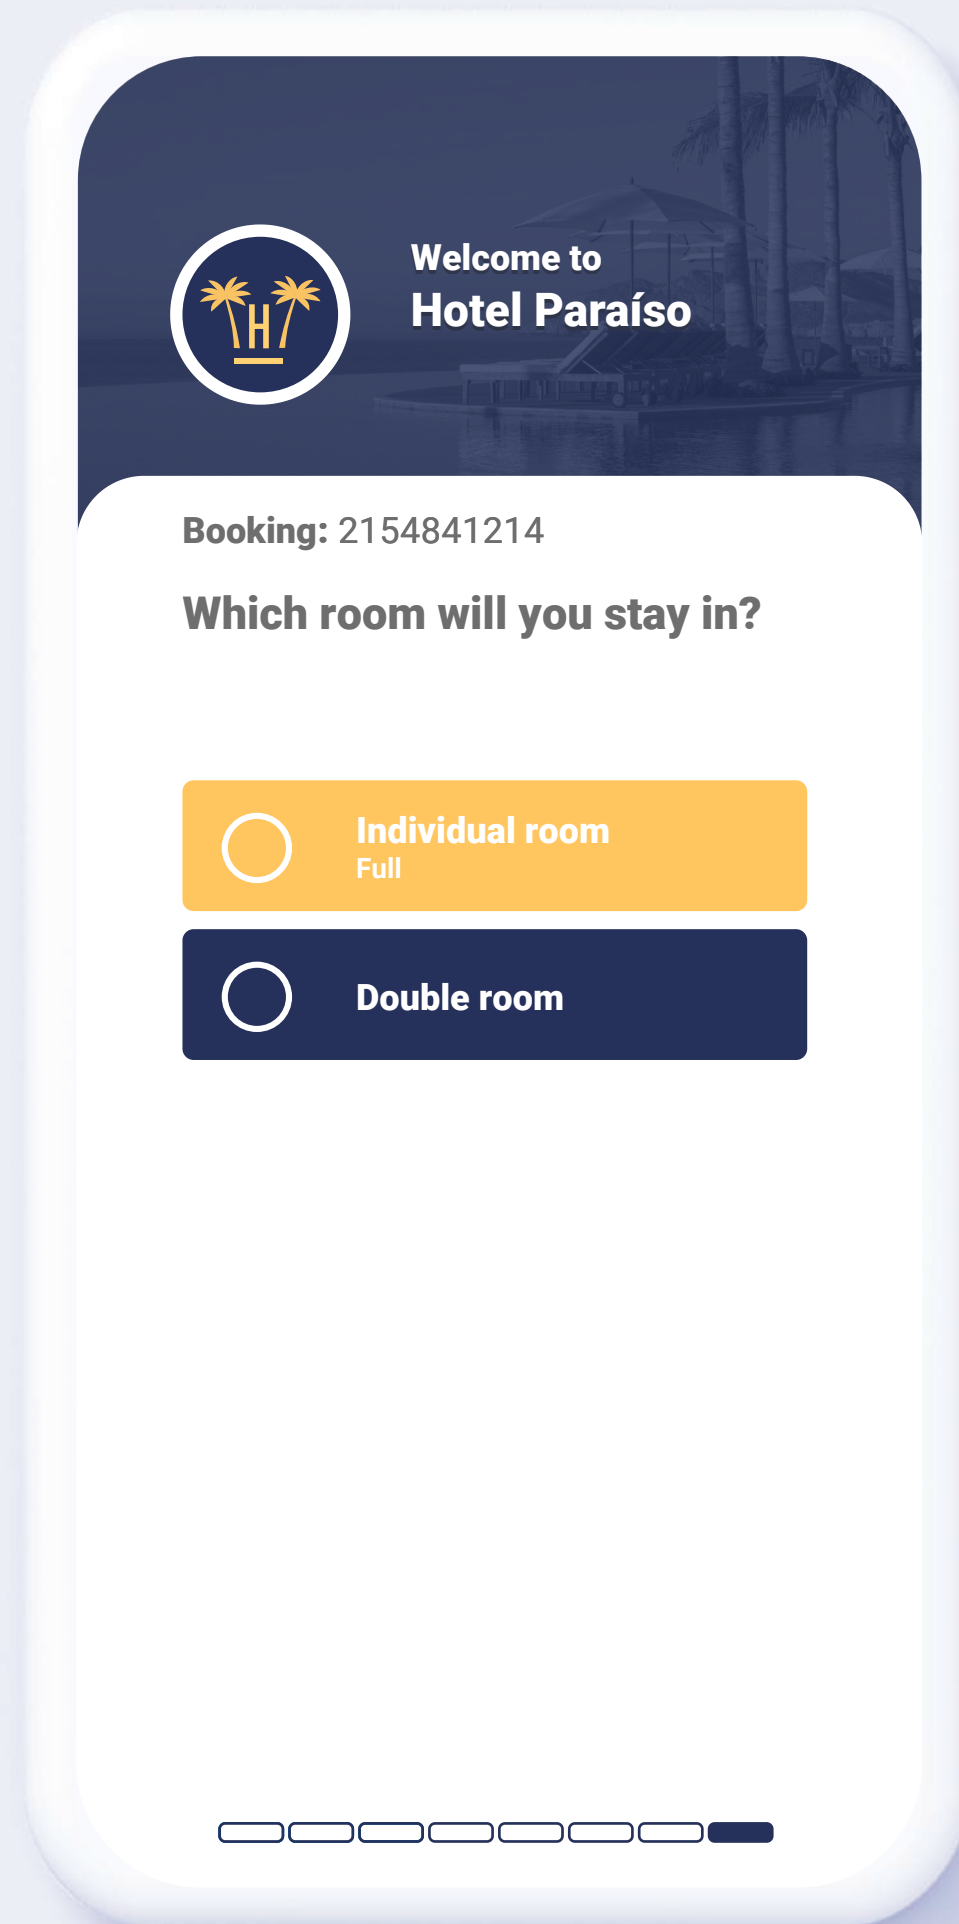 H
Welcome to
Hotel Paraíso
Booking: 2154841214
Which room will you stay in?
Individual room
Full
Double room